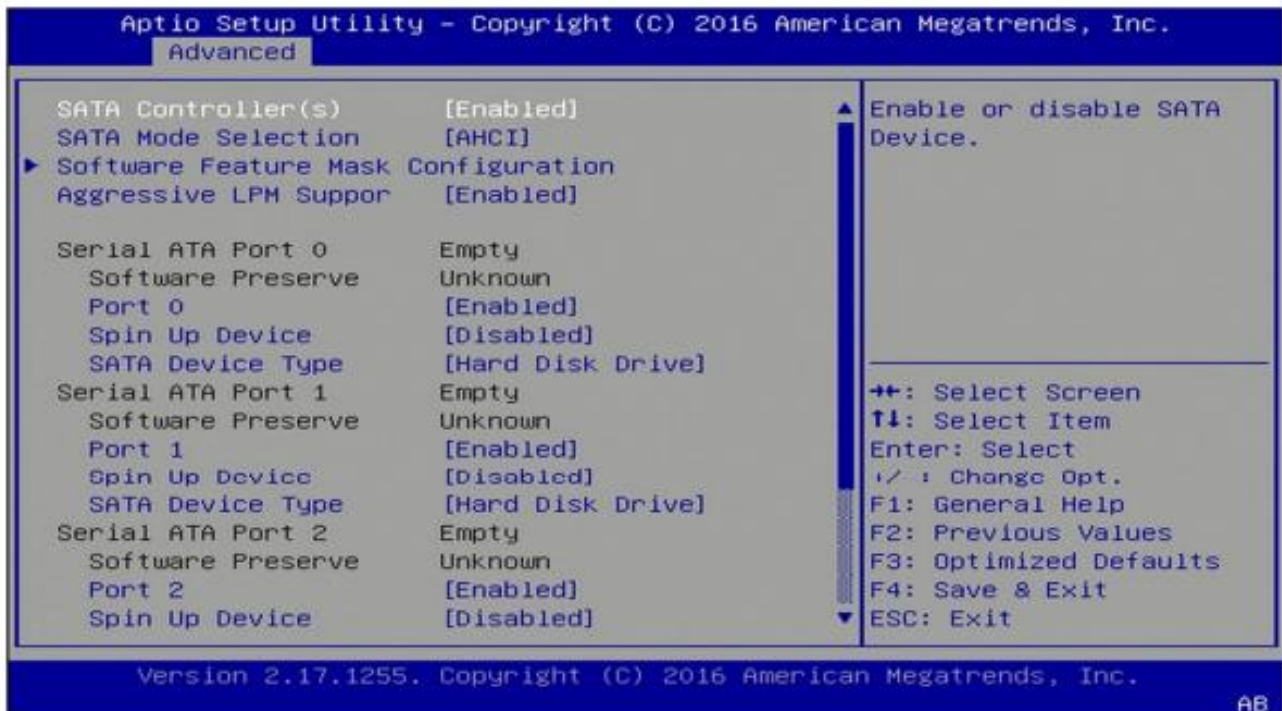 Aptio Setup Utility – Copyright (C) 2016 American Megatrends, Inc.
Advanced
SATA Controller(s) [Enabled]
SATA Mode Selection [AHCI]
Software Feature Mask Configuration
Aggressive LPM Suppor [Enabled]
Serial ATA Port 0 Empty
Software Preserve Unknown
Port 0 [Enabled]
Spin Up Device [Disabled]
SATA Device Type [Hard Disk Drive]
Serial ATA Port 1 Empty
Software Preserve Unknown
Port 1 [Enabled]
Spin Up Device [Disabled]
SATA Device Type [Hard Disk Drive]
Serial ATA Port 2 Empty
Software Preserve Unknown
Port 2 [Enabled]
Spin Up Device [Disabled]
Enable or disable SATA
Device.
→←: Select Screen
↑↓: Select Item
Enter: Select
+/-: Change Opt.
F1: General Help
F2: Previous Values
F3: Optimized Defaults
F4: Save & Exit
ESC: Exit
Version 2.17.1255. Copyright (C) 2016 American Megatrends, Inc.
AB